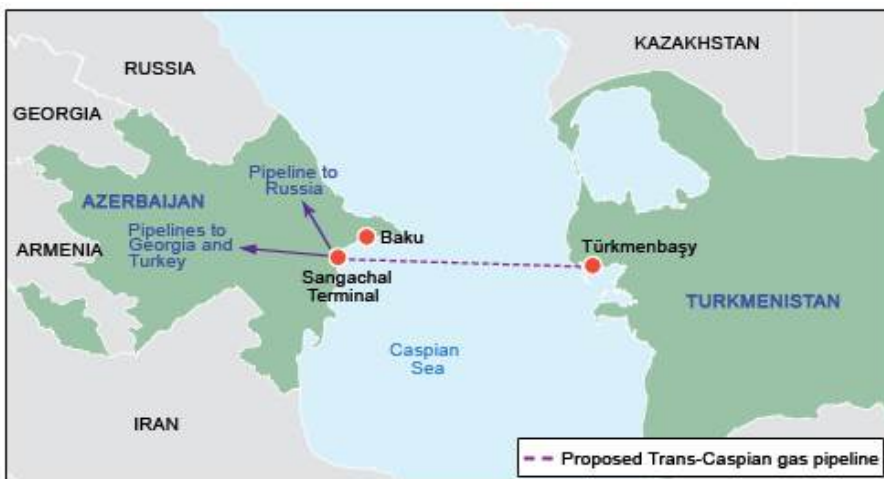 KAZAKHSTAN
RUSSIA
GEORGIA
Pipeline to
Russia
AZERBAIJAN
Pipelines to
Georgia and
Turkey
ARMENIA
Baku
Sangachal
Terminal
Türkmenbaşy
TURKMENISTAN
Caspian
Sea
IRAN
Proposed Trans-Caspian gas pipeline